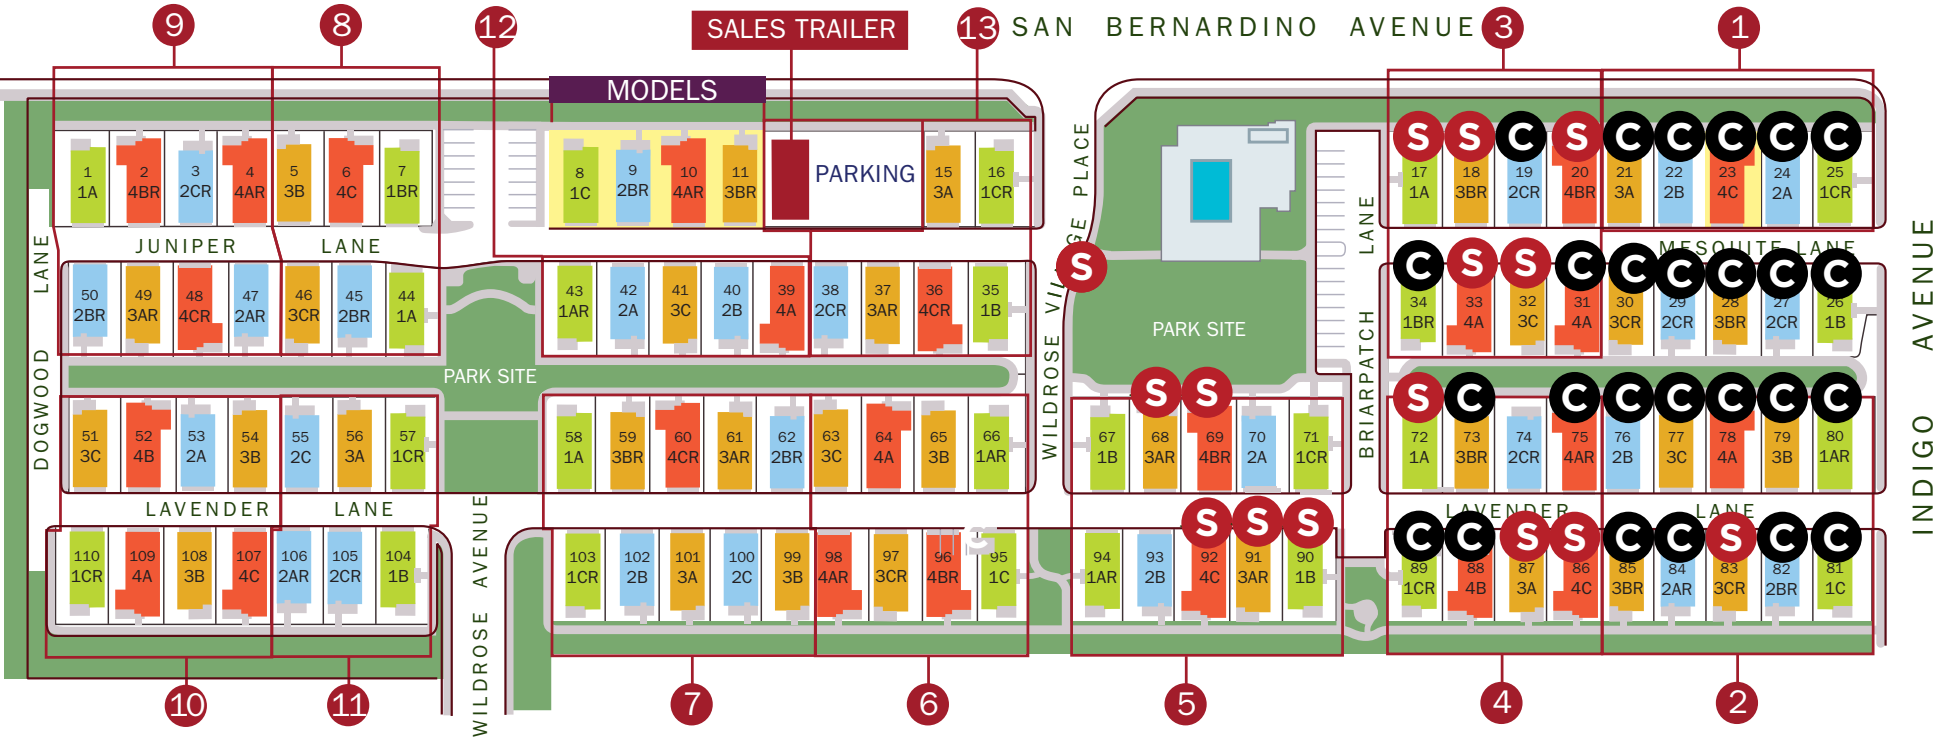 9
8
12
SALES TRAILER
13
SAN BERNARDINO AVENUE
3
1
MODELS
S
S
C
S
C
C
C
C
C
1
1A
2
4BR
3
2CR
4
4AR
5
3B
6
4C
7
1BR
8
1C
9
2BR
10
4AR
11
3BR
PARKING
15
3A
16
1CR
17
1A
18
3BR
19
2CR
20
4BR
21
3A
22
2B
23
4C
24
2A
25
1CR
JUNIPER LANE
MESQUITE LANE
S
C
S
S
C
C
C
C
C
C
50
2BR
49
3AR
48
4CR
47
2AR
46
3CR
45
2BR
44
1A
43
1AR
42
2A
41
3C
40
2B
39
4A
38
2CR
37
3AR
36
4CR
35
1B
34
1BR
33
4A
32
3C
31
4A
30
3CR
29
2CR
28
3BR
27
2CR
26
1B
PARK SITE
PARK SITE
DOGWOOD LANE
WILDROSE VILLAGE PLACE
BRIARPATCH LANE
INDIGO AVENUE
S
S
S
C
C
C
C
C
C
C
51
3C
52
4B
53
2A
54
3B
55
2C
56
3A
57
1CR
58
1A
59
3BR
60
4CR
61
3AR
62
2BR
63
3C
64
4A
65
3B
66
1AR
67
1B
68
3AR
69
4BR
70
2A
71
1CR
72
1A
73
3BR
74
2CR
75
4AR
76
2B
77
3C
78
4A
79
3B
80
1AR
LAVENDER LANE
LAVENDER LANE
WILDROSE AVENUE
S
S
S
C
C
S
S
C
C
S
C
C
110
1CR
109
4A
108
3B
107
4C
106
2AR
105
2CR
104
1B
103
1CR
102
2B
101
3A
100
2C
99
3B
98
4AR
97
3CR
96
4BR
95
1C
94
1AR
93
2B
92
4C
91
3AR
90
1B
89
1CR
88
4B
87
3A
86
4C
85
3BR
84
2AR
83
3CR
82
2BR
81
1C
10
11
7
6
5
4
2